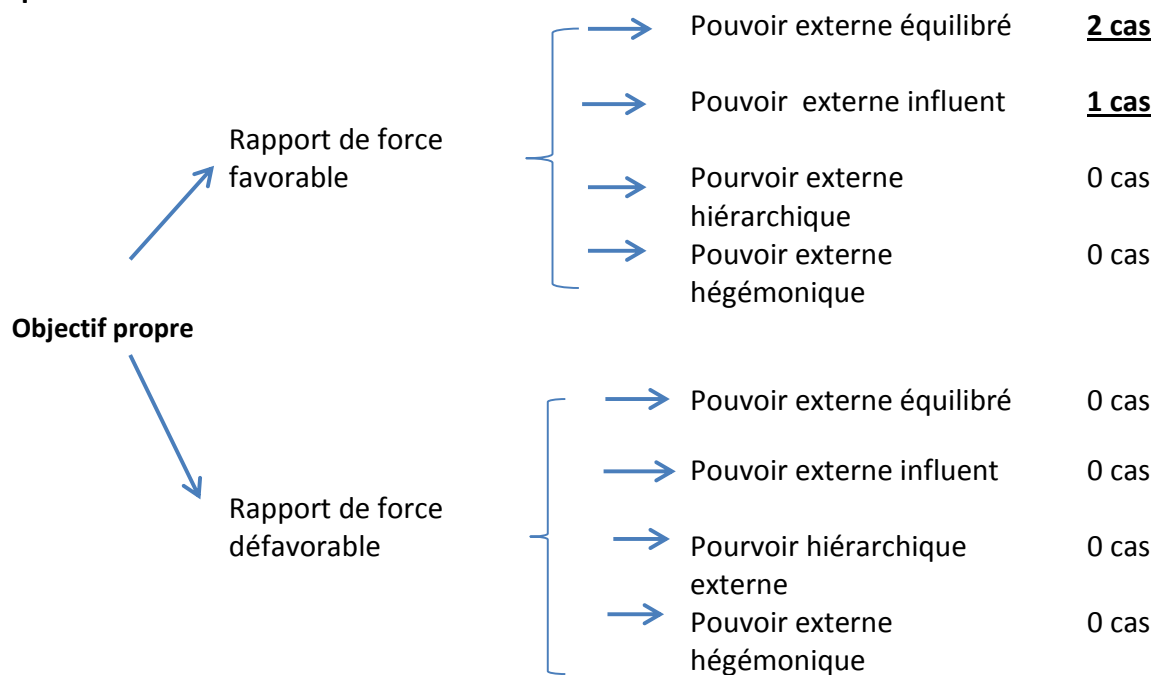 Pouvoir externe équilibré 2 cas
Pouvoir externe influent 1 cas
Rapport de force
favorable
Pourvoir externe 0 cas
hiérarchique
Pouvoir externe 0 cas
hégémonique
Objectif propre
Pouvoir externe équilibré 0 cas
Pouvoir externe influent 0 cas
Rapport de force
défavorable
Pourvoir hiérarchique 0 cas
externe
Pouvoir externe 0 cas
hégémonique